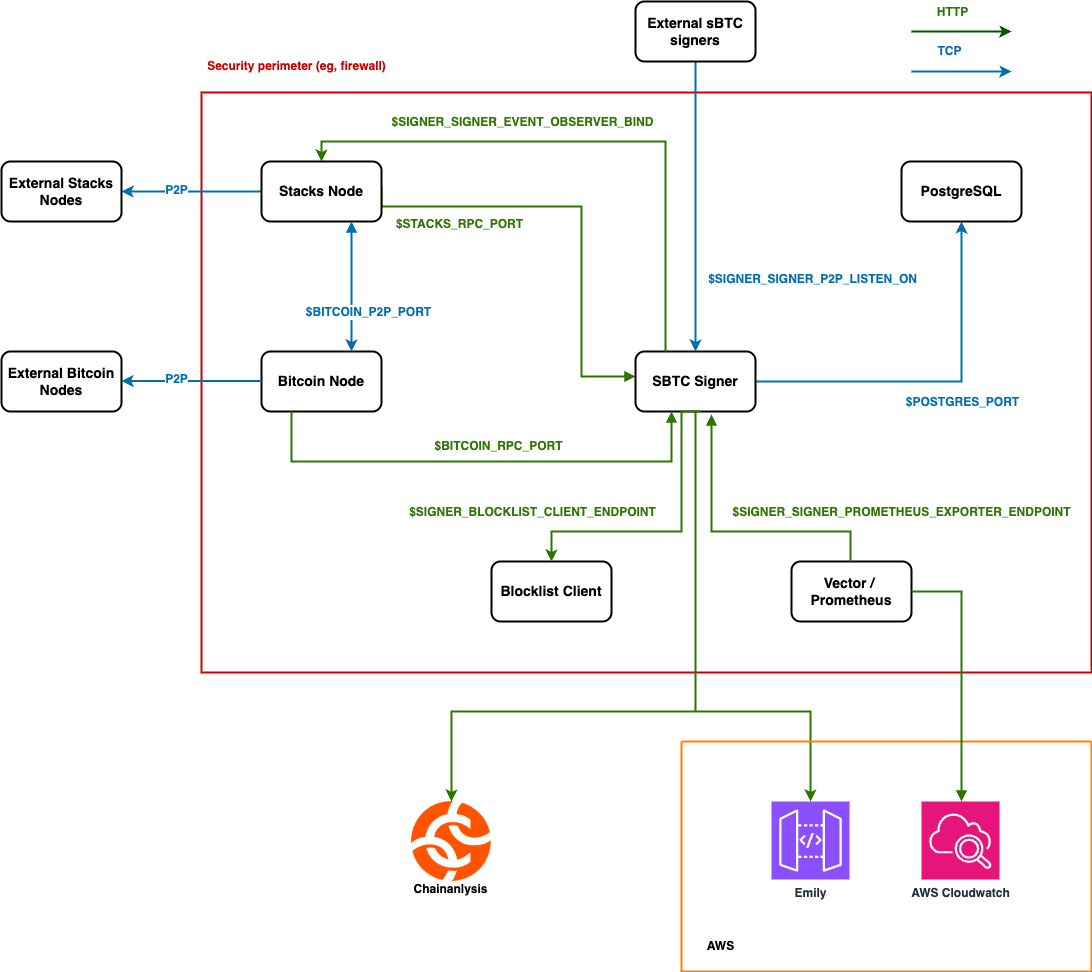 External sBTC
signers
HTTP
TCP
Security perimeter (eg, firewall)
$SIGNER_SIGNER_EVENT_OBSERVER_BIND
External Stacks
Nodes
P2P
Stacks Node
PostgreSQL
$STACKS_RPC_PORT
$SIGNER_SIGNER_P2P_LISTEN_ON
$BITCOIN_P2P_PORT
External Bitcoin
Nodes
P2P
Bitcoin Node
SBTC Signer
$POSTGRES_PORT
$BITCOIN_RPC_PORT
$SIGNER_BLOCKLIST_CLIENT_ENDPOINT
$SIGNER_SIGNER_PROMETHEUS_EXPORTER_ENDPOINT
Blocklist Client
Vector /
Prometheus
</>
Chainanlysis
Emily
AWS Cloudwatch
AWS